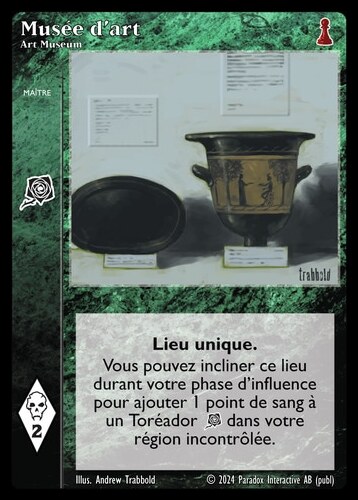 Musée d'art
Art Museum
MAÎTRE
trabbold
Lieu unique.
Vous pouvez incliner ce lieu
durant votre phase d'influence
pour ajouter 1 point de sang à
un Toréador dans votre
région incontrôlée.
2
Illus. Andrew Trabbold
© 2024 Paradox Interactive AB (publ)